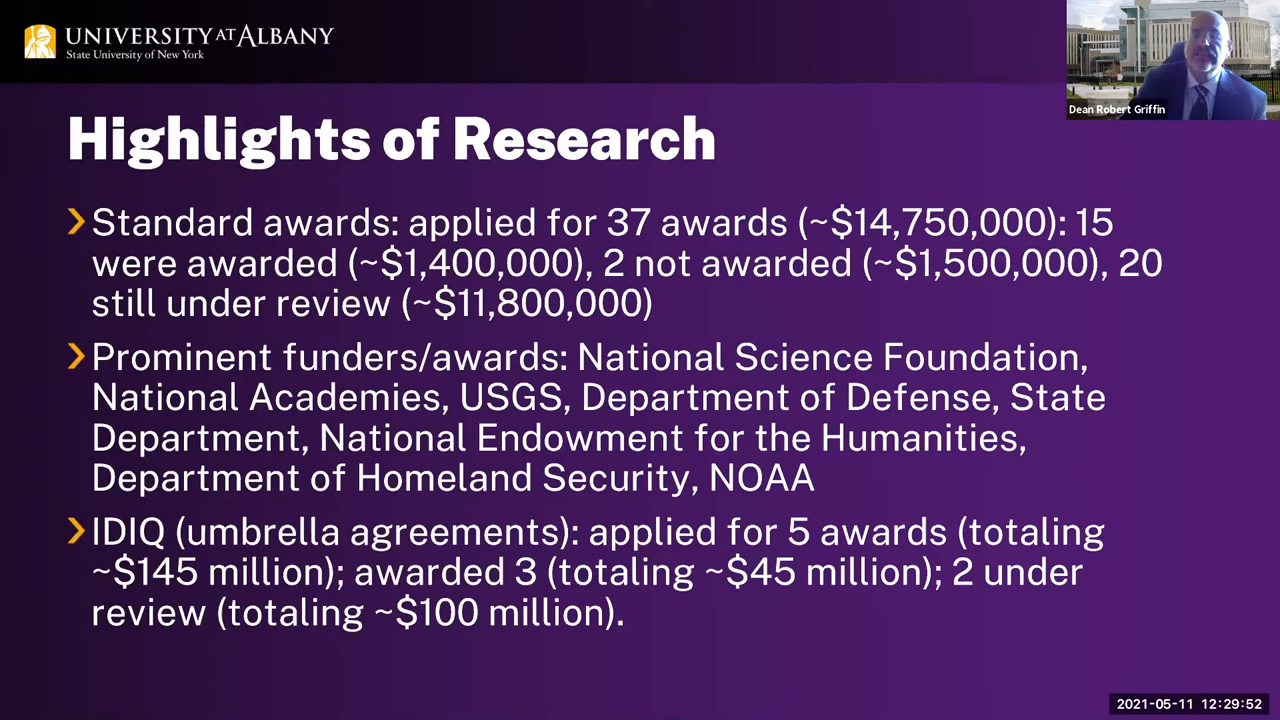 UNIVERSITY AT ALBANY
State University of New York
Dean Robert Griffin
Highlights of Research
Standard awards: applied for 37 awards (~$14,750,000): 15
were awarded (~$1,400,000), 2 not awarded (~$1,500,000), 20
still under review (~$11,800,000)
Prominent funders/awards: National Science Foundation,
National Academies, USGS, Department of Defense, State
Department, National Endowment for the Humanities,
Department of Homeland Security, NOAA
IDIQ (umbrella agreements): applied for 5 awards (totaling
~$145 million); awarded 3 (totaling ~$45 million); 2 under
review (totaling ~$100 million).
2021-05-11 12:29:52